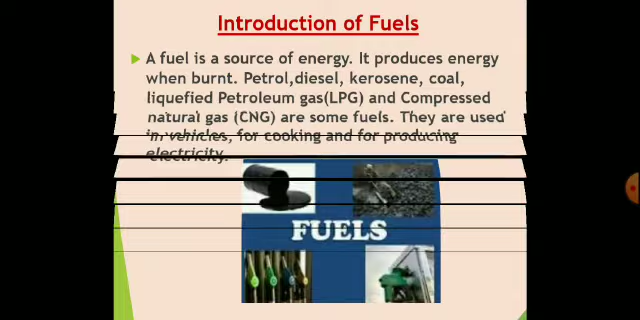 Introduction of Fuels
A fuel is a source of energy. It produces energy
when burnt. Petrol,diesel, kerosene, coal,
liquefied Petroleum gas(LPG) and Compressed
natural gas (CNG) are some fuels. They are used
in vehicles, for cooking and for producing
electricity.
FUELS